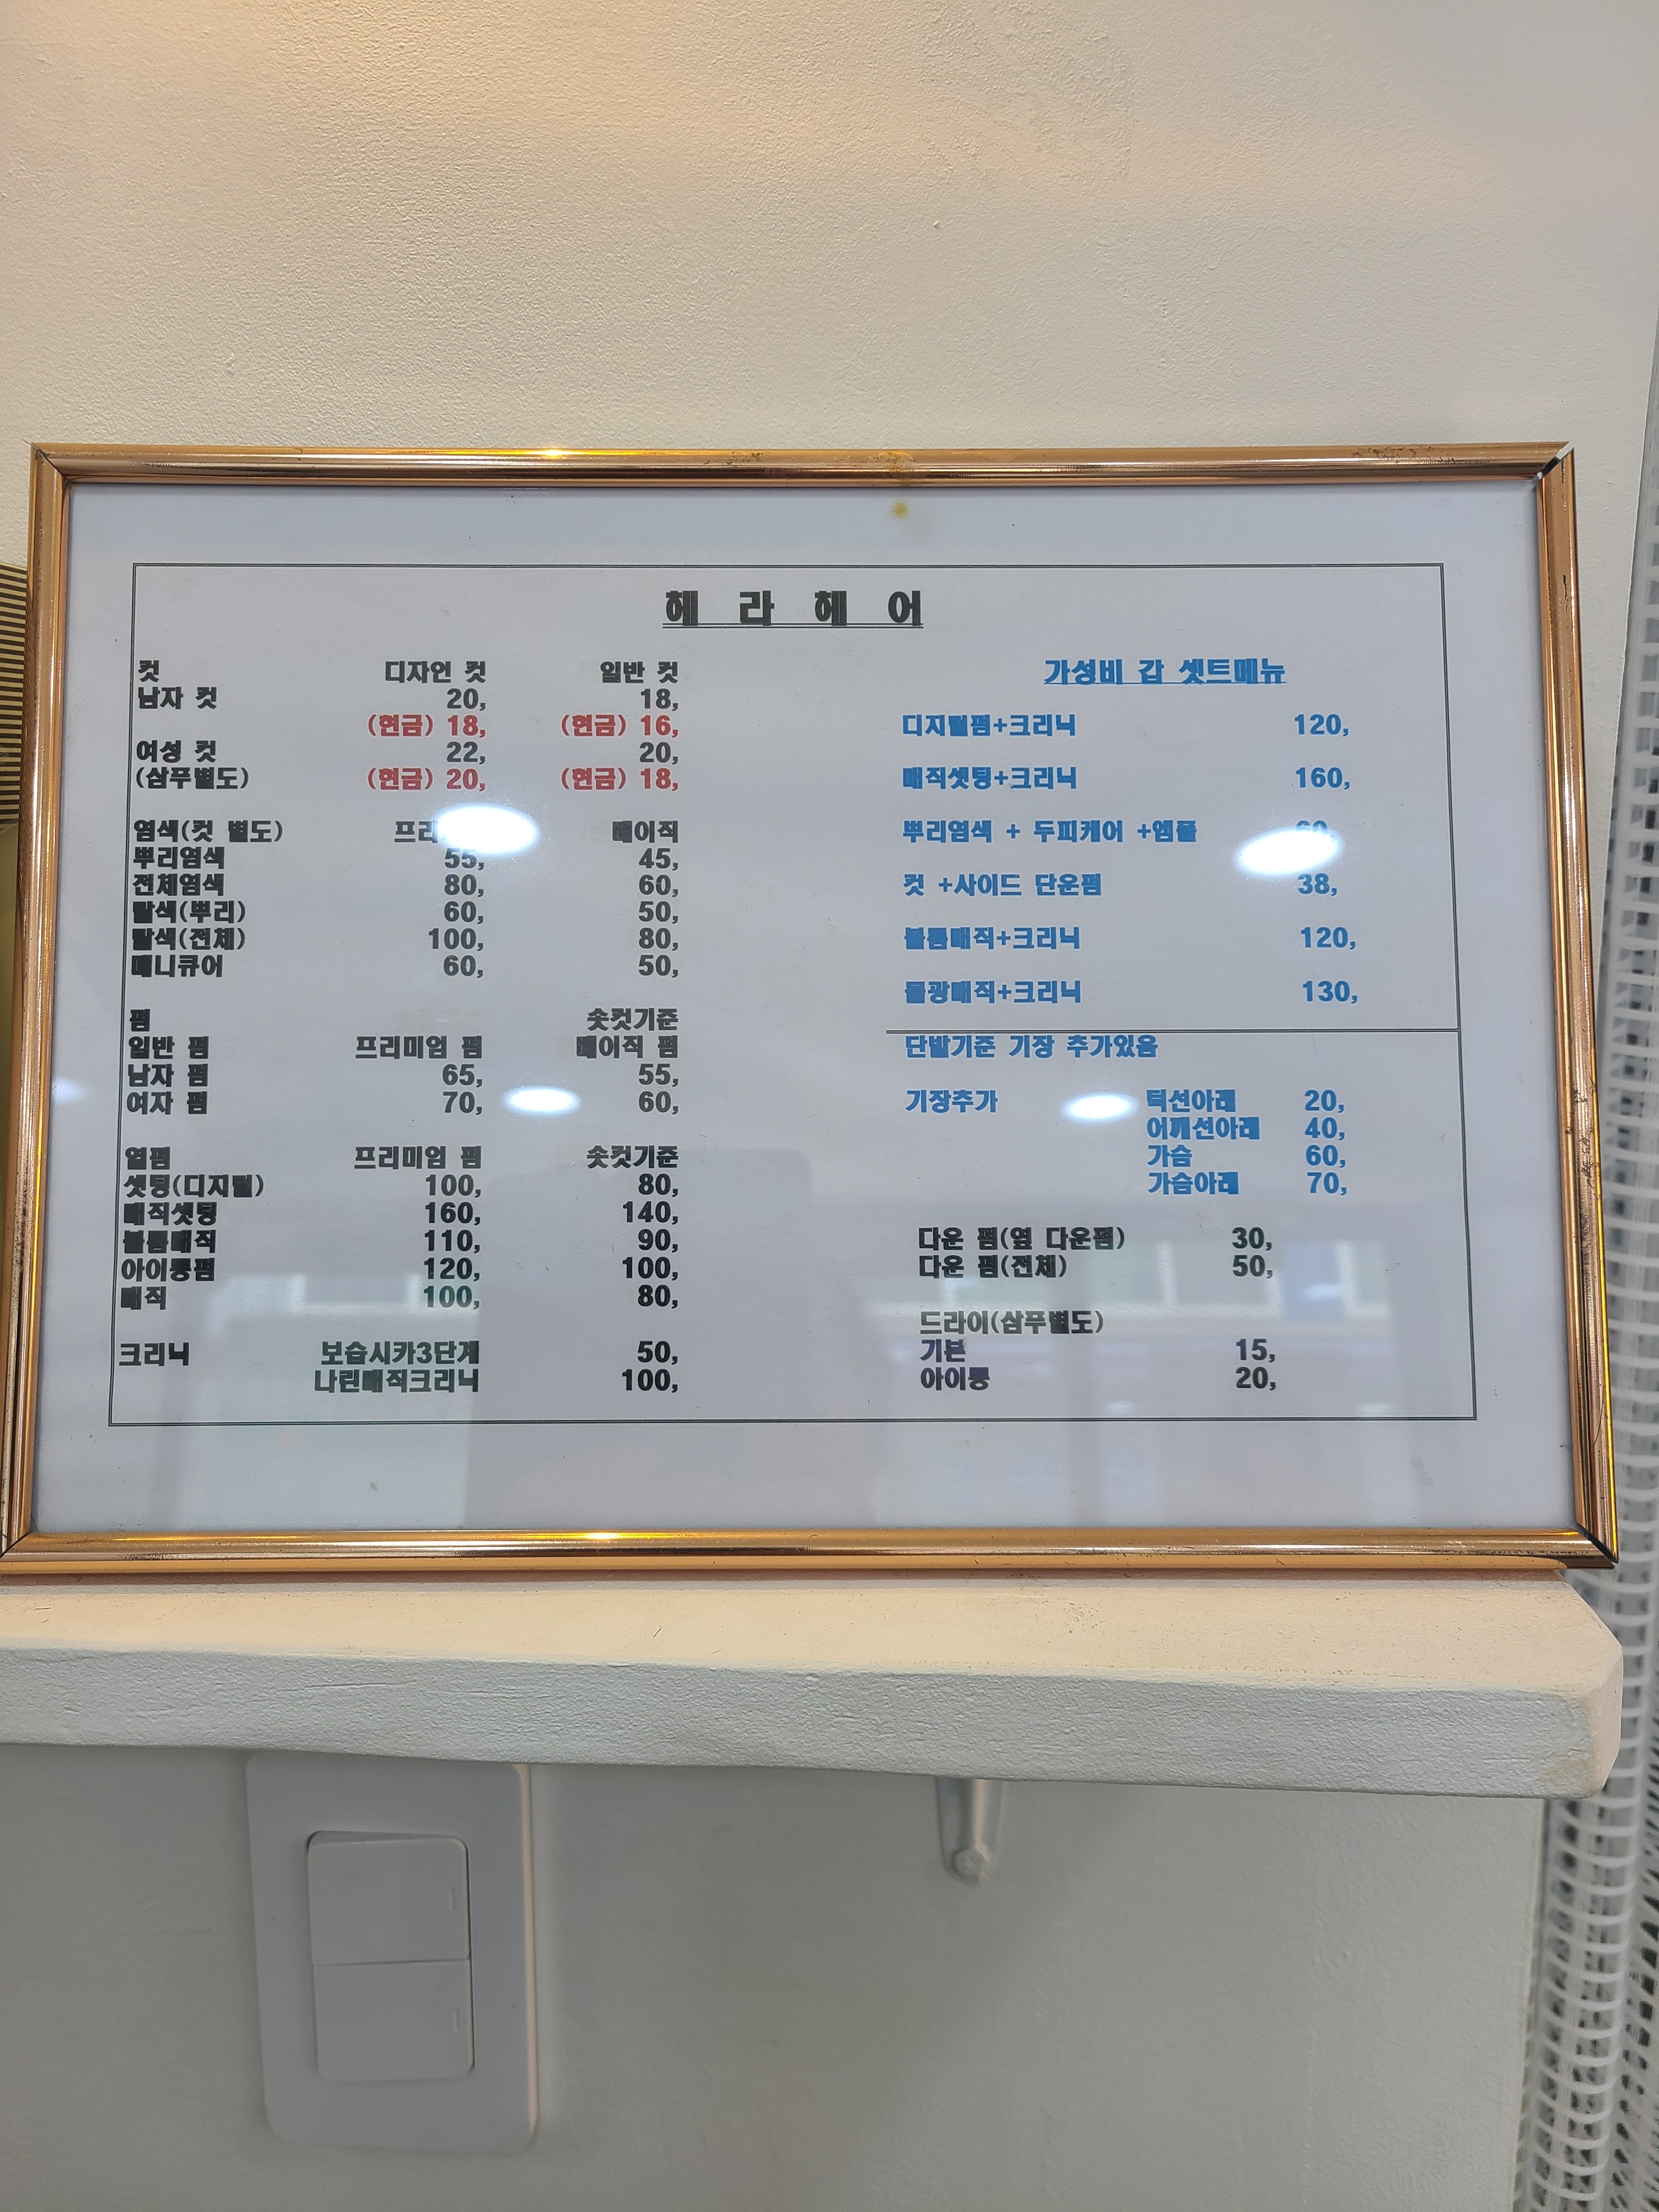 헤 라 헤 어
컷 디자인 컷 일반 컷
남자 컷 20, 18,
(현금) 18, (현금) 16,
여성 컷 22, 20,
(샴푸별도) (현금) 20, (현금) 18,
염색(컷 별도) 베이직
뿌리염색 55, 45,
전체염색 80, 60,
탈색(뿌리) 60, 50,
탈색(전체) 100, 80,
매니큐어 60, 50,
펌 숏컷기준
일반 펌 프리미엄 펌 베이직 펌
남자 펌 65, 55,
여자 펌 70, 60,
열펌 프리미엄 펌 숏컷기준
셋팅(디지털) 100, 80,
매직셋팅 160, 140,
볼륨매직 110, 90,
아이롱펌 120, 100,
매직 100, 80,
크리닉 보습시카3단계 50,
나린매직크리닉 100,
가성비 갑 셋트메뉴
디지털펌+크리닉 120,
매직셋팅+크리닉 160,
뿌리염색 + 두피케어 +앰플 60,
컷 +사이드 단운펌 38,
볼륨매직+크리닉 120,
물광매직+크리닉 130,
단발기준 기장 추가있음
기장추가 턱선아래 20,
어깨선아래 40,
가슴 60,
가슴아래 70,
다운 펌(옆 다운펌) 30,
다운 펌(전체) 50,
드라이(샴푸별도)
기본 15,
아이롱 20,